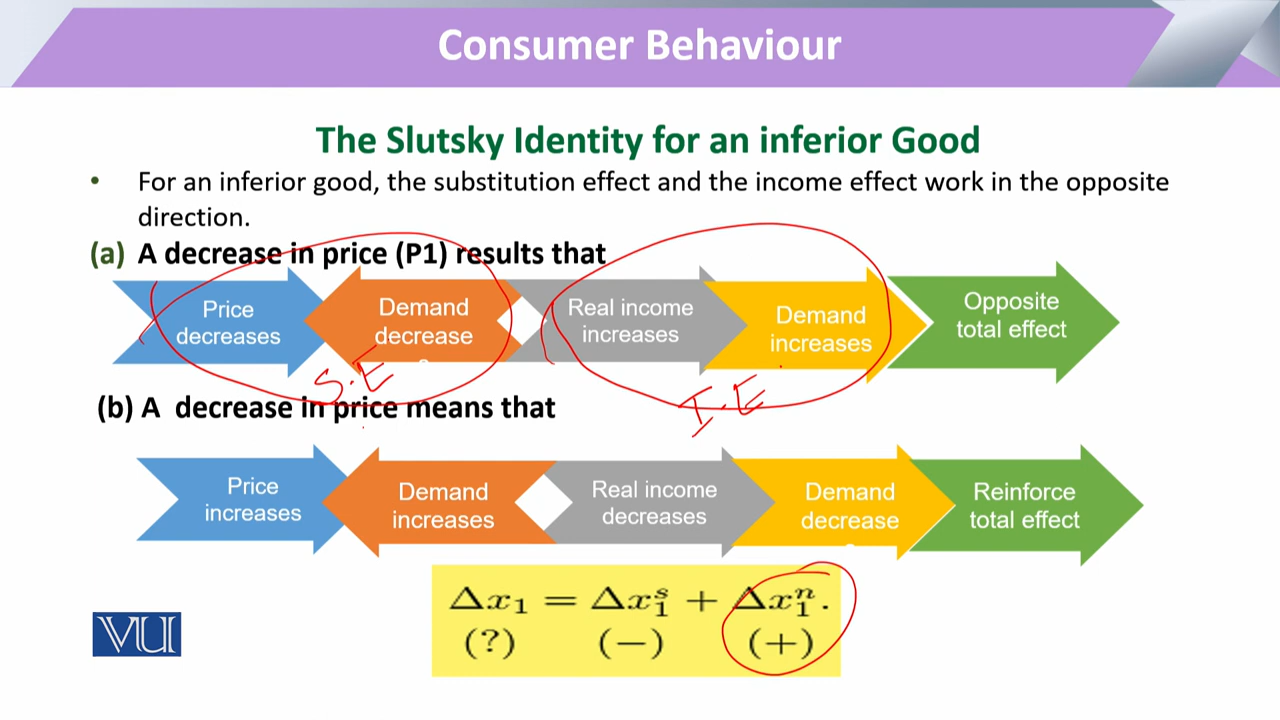 Consumer Behaviour
The Slutsky Identity for an inferior Good
• For an inferior good, the substitution effect and the income effect work in the opposite
direction.
(a) A decrease in price (P1) results that
Price
decreases
Demand
decrease
Real income
increases
Demand
increases
Opposite
total effect
S.E
I.E
(b) A decrease in price means that
Price
increases
Demand
increases
Real income
decreases
Demand
decrease
Reinforce
total effect
Δx₁ = Δx₁ˢ + Δx₁ⁿ.
(?) (−) (+)
VU